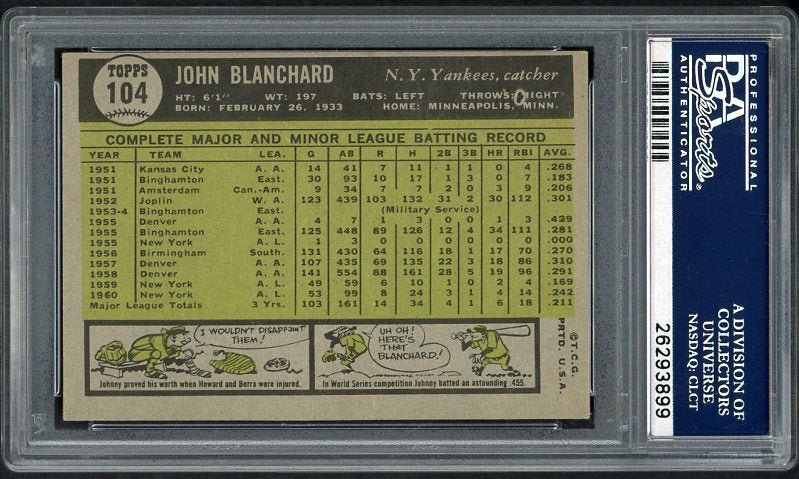 TOPPS
104
JOHN BLANCHARD N.Y. Yankees, catcher
HT: 6'1" WT: 197 BATS: LEFT THROWS: RIGHT
BORN: FEBRUARY 26, 1933 HOME: MINNEAPOLIS, MINN.
COMPLETE MAJOR AND MINOR LEAGUE BATTING RECORD
YEAR TEAM LEA. G AB R H 2B 3B HR RBI AVG.
1951 Kansas City A. A. 14 41 7 11 1 1 0 4 .268
1951 Binghamton East. 30 93 10 17 1 0 0 7 .183
1951 Amsterdam Can.-Am. 9 34 7 7 2 0 3 9 .206
1952 Joplin W. A. 123 439 103 132 31 2 30 112 .301
1953-4 Binghamton East. (Military Service)
1955 Denver A. A. 4 7 1 3 0 0 1 3 .429
1955 Binghamton East. 125 448 89 126 12 4 34 111 .281
1955 New York A. L. 1 3 0 0 0 0 0 0 .000
1956 Birmingham South. 131 430 64 116 18 1 17 70 .270
1957 Denver A. A. 107 435 69 135 22 3 18 86 .310
1958 Denver A. A. 141 554 88 161 28 5 19 96 .291
1959 New York A. L. 49 59 6 10 1 0 2 4 .169
1960 New York A. L. 53 99 8 24 3 1 4 14 .242
Major League Totals 3 Yrs. 103 161 14 34 4 1 6 18 .211
I WOULDN'T DISAPPOINT THEM!
Johnny proved his worth when Howard and Berra were injured.
UH OH! HERE'S THAT BLANCHARD!
In World Series competition Johnny batted an astounding .455.
©T.C.G.
PRTD. U.S.A.
PSA
Sports
PROFESSIONAL
AUTHENTICATOR
A DIVISION OF
COLLECTORS
UNIVERSE
NASDAQ: CLCT
26293899